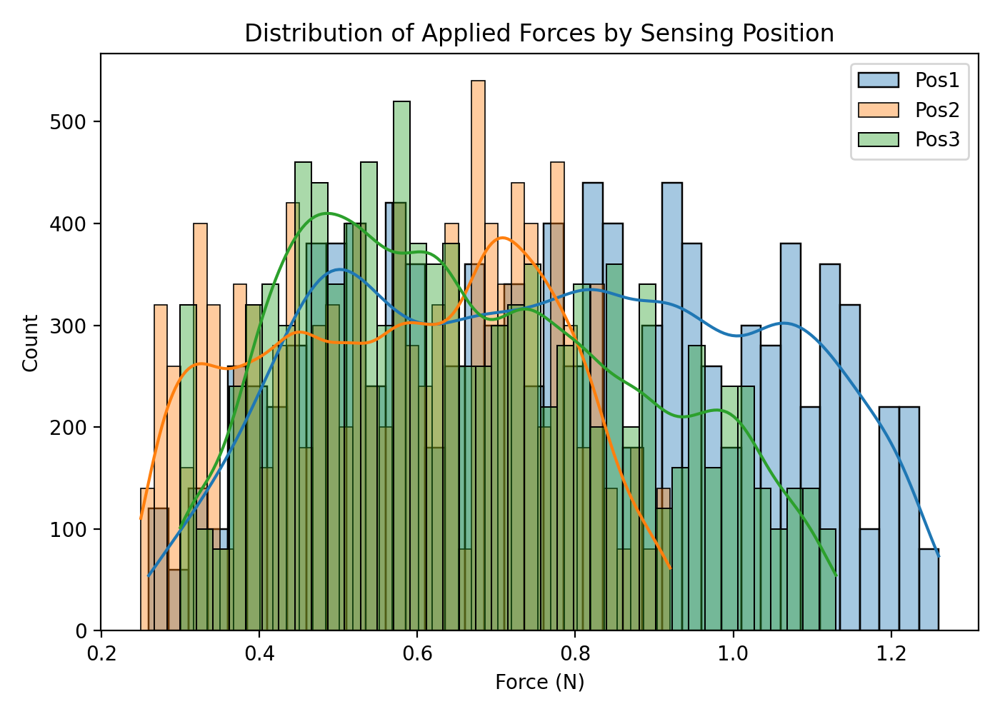 Distribution of Applied Forces by Sensing Position
Pos1
Pos2
Pos3
Count
500
400
300
200
100
0
0.2 0.4 0.6 0.8 1.0 1.2
Force (N)